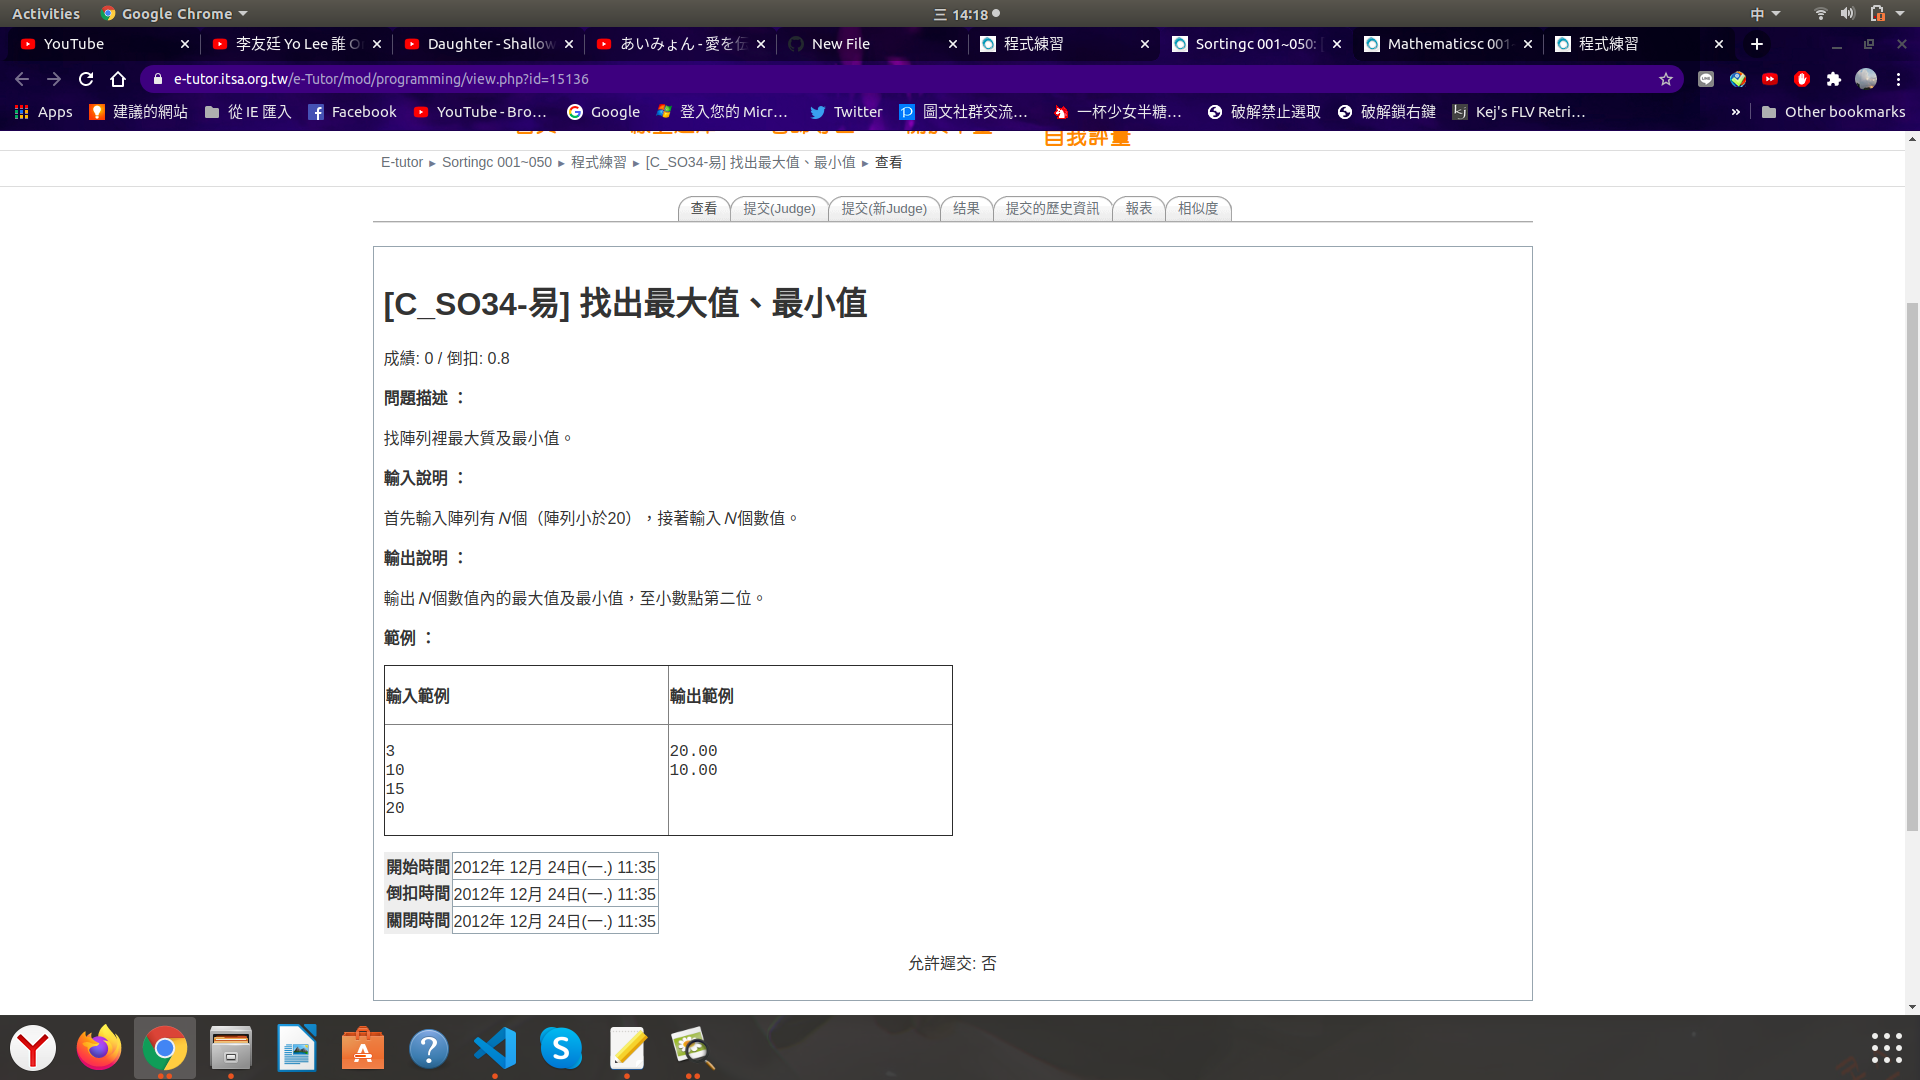 Activities
Google Chrome
三 14:18
中
YouTube
李友廷 Yo Lee 誰 O
Daughter - Shallow
あいみょん - 愛を伝
New File
程式練習
Sortingc 001~050:
Mathematicsc 001
程式練習
e-tutor.itsa.org.tw/e-Tutor/mod/programming/view.php?id=15136
Apps
建議的網站
從 IE 匯入
Facebook
YouTube - Bro…
Google
登入您的 Micr…
Twitter
圖文社群交流…
一杯少女半糖…
破解禁止選取
破解鎖右鍵
Kej's FLV Retri…
»
Other bookmarks
自我評量
E-tutor ► Sortingc 001~050 ► 程式練習 ► [C_SO34-易] 找出最大值、最小值 ► 查看
查看
提交(Judge)
提交(新Judge)
结果
提交的歷史資訊
報表
相似度
[C_SO34-易] 找出最大值、最小值
成績: 0 / 倒扣: 0.8
問題描述 ：
找陣列裡最大質及最小值。
輸入說明 ：
首先輸入陣列有 N個（陣列小於20），接著輸入 N個數值。
輸出說明 ：
輸出 N個數值內的最大值及最小值，至小數點第二位。
範例 ：
輸入範例
輸出範例
3
10
15
20
20.00
10.00
開始時間 2012年 12月 24日(一.) 11:35
倒扣時間 2012年 12月 24日(一.) 11:35
關閉時間 2012年 12月 24日(一.) 11:35
允許遲交: 否